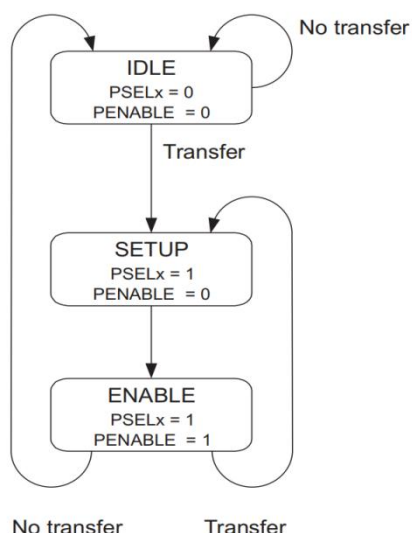 No transfer
IDLE
PSELx = 0
PENABLE = 0
Transfer
SETUP
PSELx = 1
PENABLE = 0
ENABLE
PSELx = 1
PENABLE = 1
No transfer
Transfer